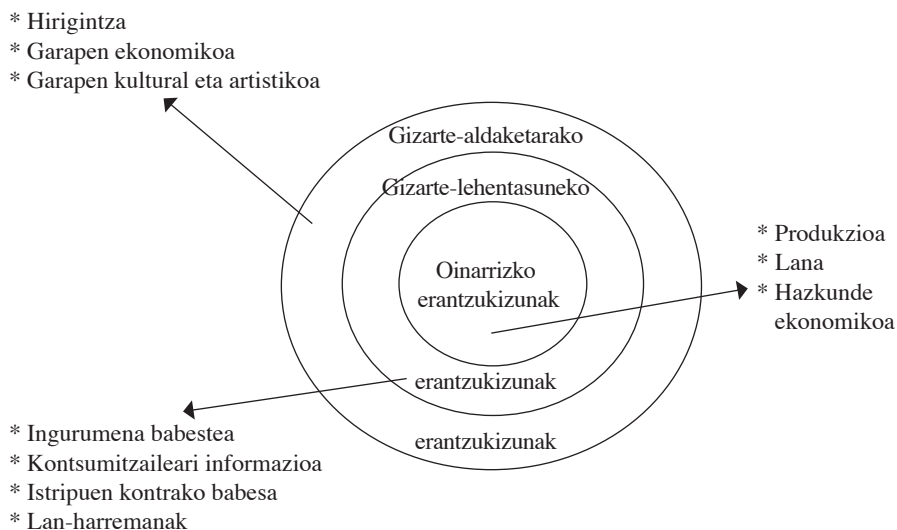 * Hirigintza
* Garapen ekonomikoa
* Garapen kultural eta artistikoa
Gizarte-aldaketarako
Gizarte-lehentasuneko
Oinarrizko
erantzukizunak
erantzukizunak
erantzukizunak
* Produkzioa
* Lana
* Hazkunde
ekonomikoa
* Ingurumena babestea
* Kontsumitzaileari informazioa
* Istripuen kontrako babesa
* Lan-harremanak